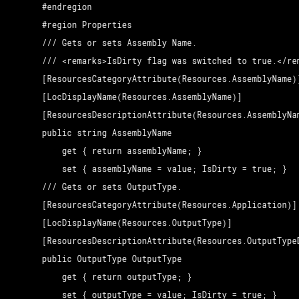 #endregion
#region Properties
/// Gets or sets Assembly Name.
/// <remarks>IsDirty flag was switched to true.</rem
[ResourcesCategoryAttribute(Resources.AssemblyName)]
[LocDisplayName(Resources.AssemblyName)]
[ResourcesDescriptionAttribute(Resources.AssemblyNam
public string AssemblyName
get { return assemblyName; }
set { assemblyName = value; IsDirty = true; }
/// Gets or sets OutputType.
[ResourcesCategoryAttribute(Resources.Application)]
[LocDisplayName(Resources.OutputType)]
[ResourcesDescriptionAttribute(Resources.OutputTypeD
public OutputType OutputType
get { return outputType; }
set { outputType = value; IsDirty = true; }